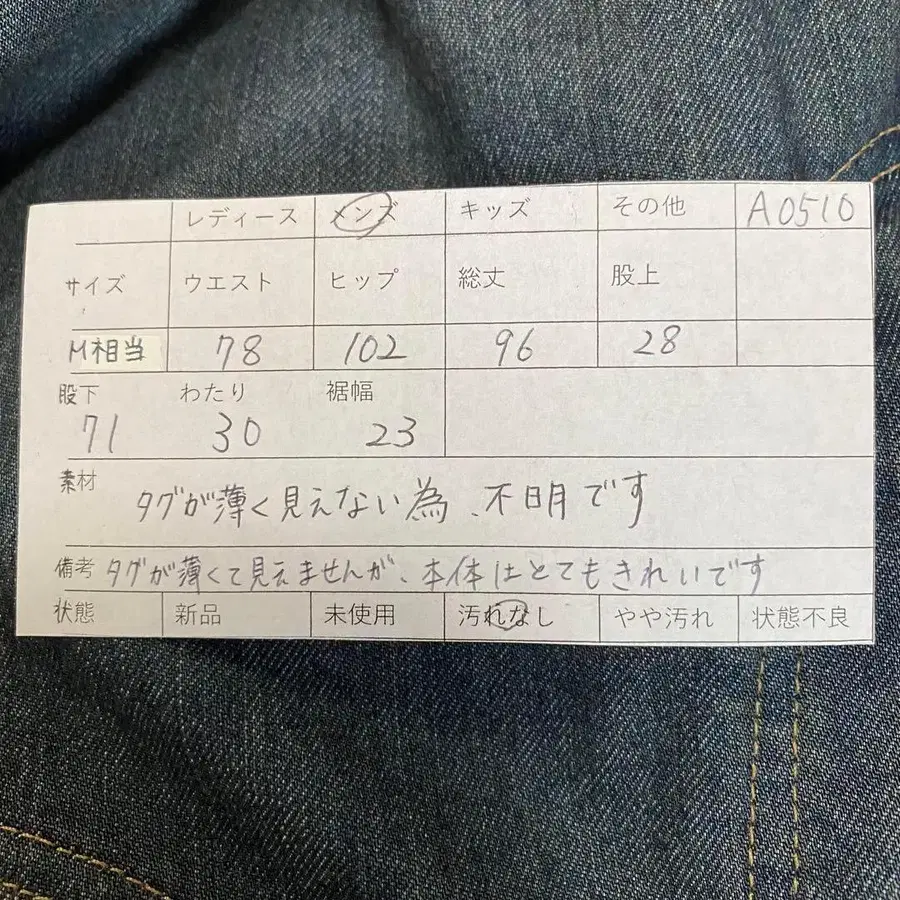 レディース メンズ キッズ その他 A0510
サイズ ウエスト ヒップ 総丈 股上
M相当 78 102 96 28
股下 わたり 裾幅
71 30 23
素材 タグが薄く見えない為、不明です
備考 タグが薄くて見えませんが、本体はとてもきれいです
状態 新品 未使用 汚れなし やや汚れ 状態不良